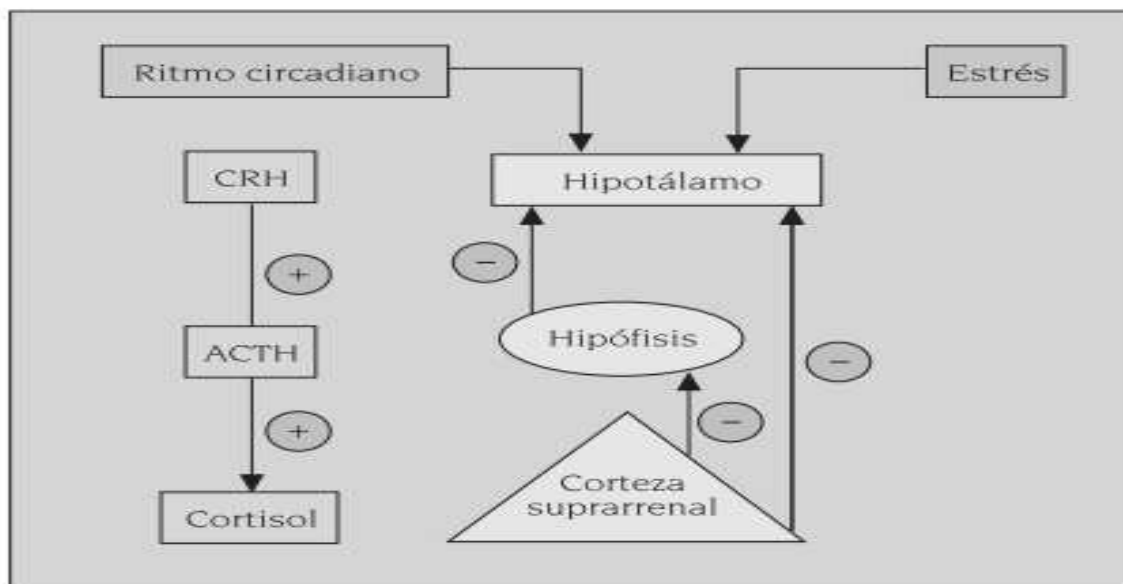 Ritmo circadiano
Estrés
CRH
Hipotálamo
−
+
Hipófisis
ACTH
−
−
+
Corteza
suprarrenal
Cortisol